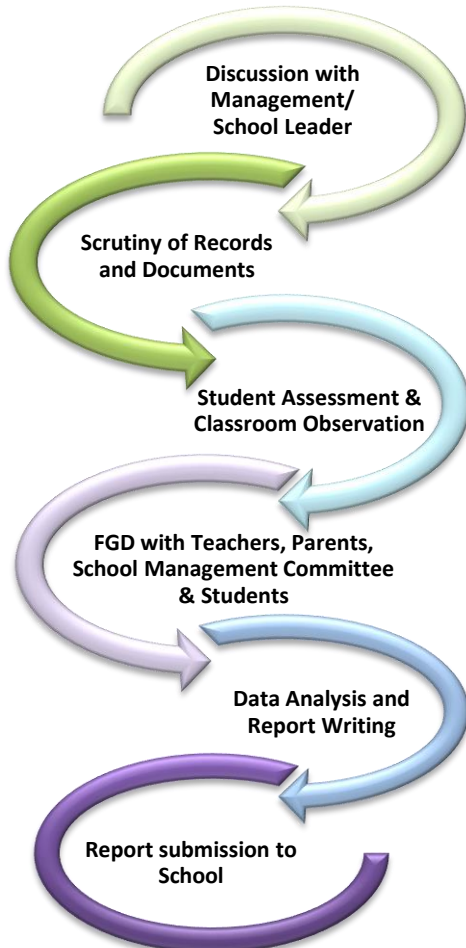 Discussion with
Management/
School Leader
Scrutiny of Records
and Documents
Student Assessment &
Classroom Observation
FGD with Teachers, Parents,
School Management Committee
& Students
Data Analysis and
Report Writing
Report submission to
School